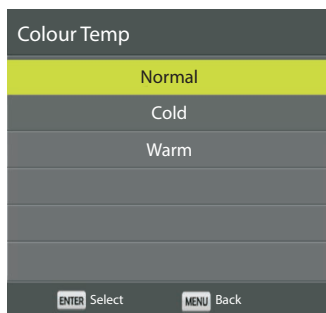 Colour Temp
Normal
Cold
Warm
ENTER Select MENU Back